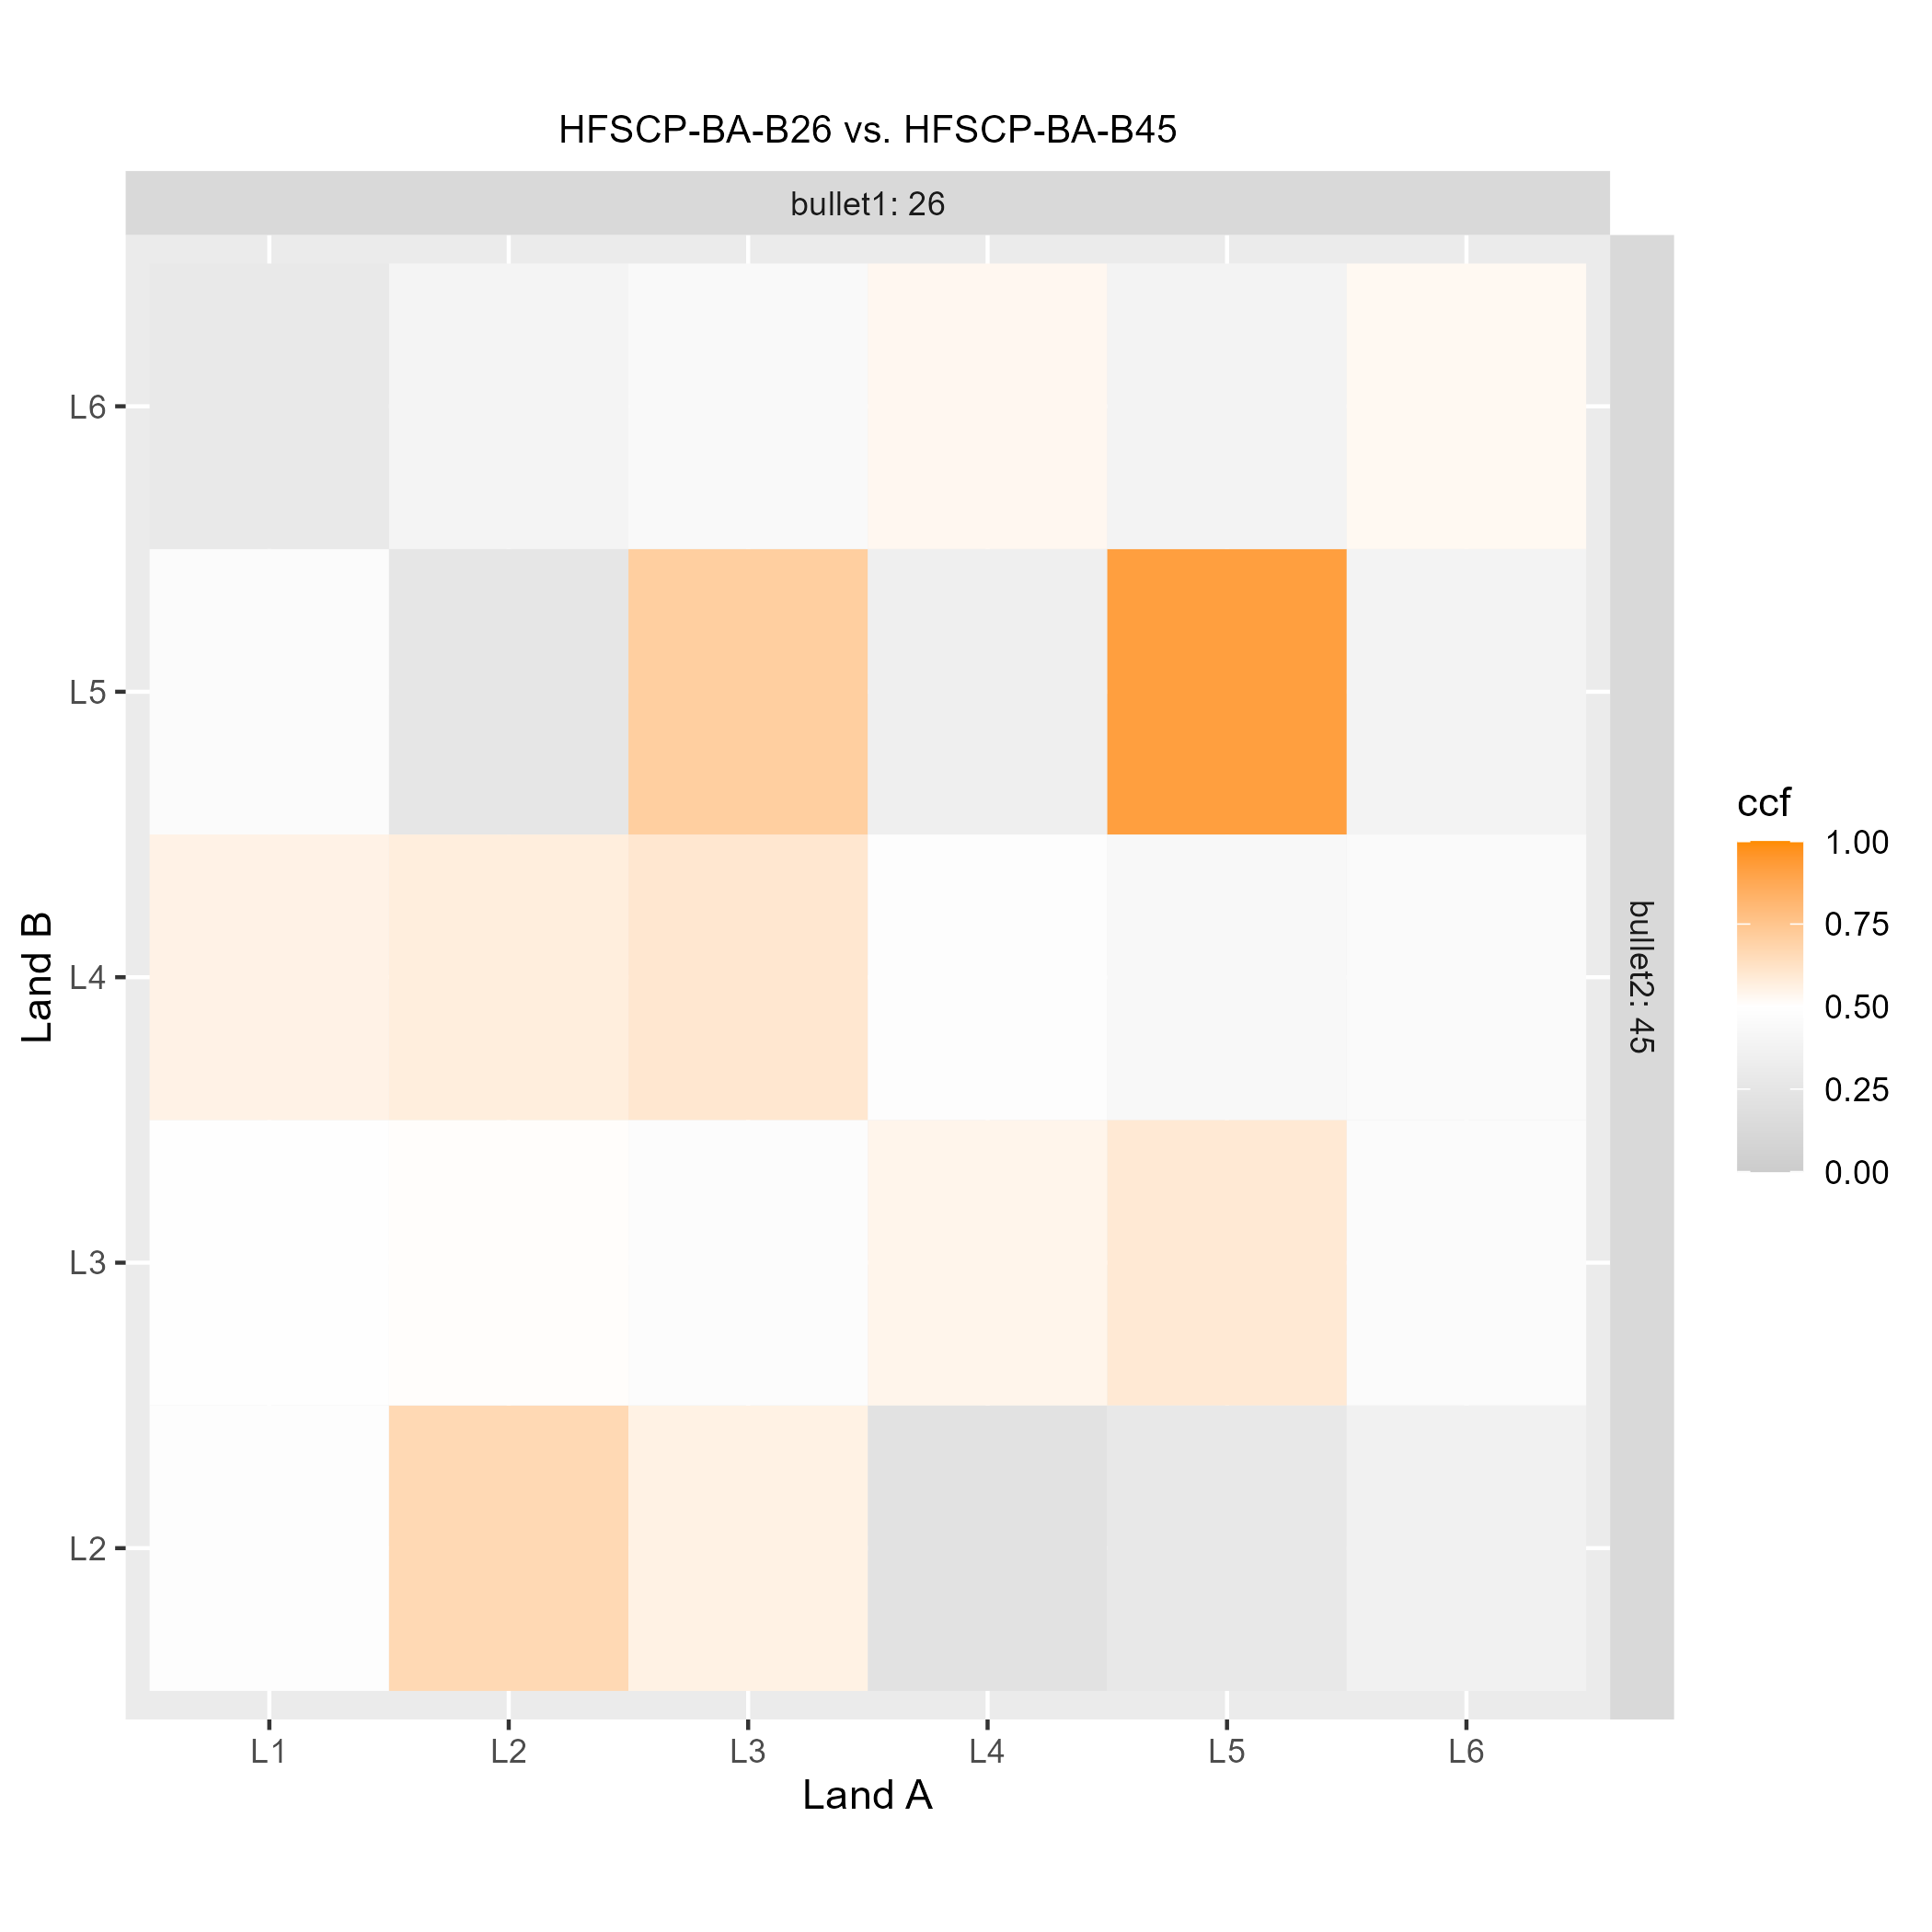 HFSCP-BA-B26 vs. HFSCP-BA-B45
bullet1: 26
L6
L5
L4
L3
L2
Land B
L1 L2 L3 L4 L5 L6
Land A
bullet2: 45
ccf
1.00
0.75
0.50
0.25
0.00